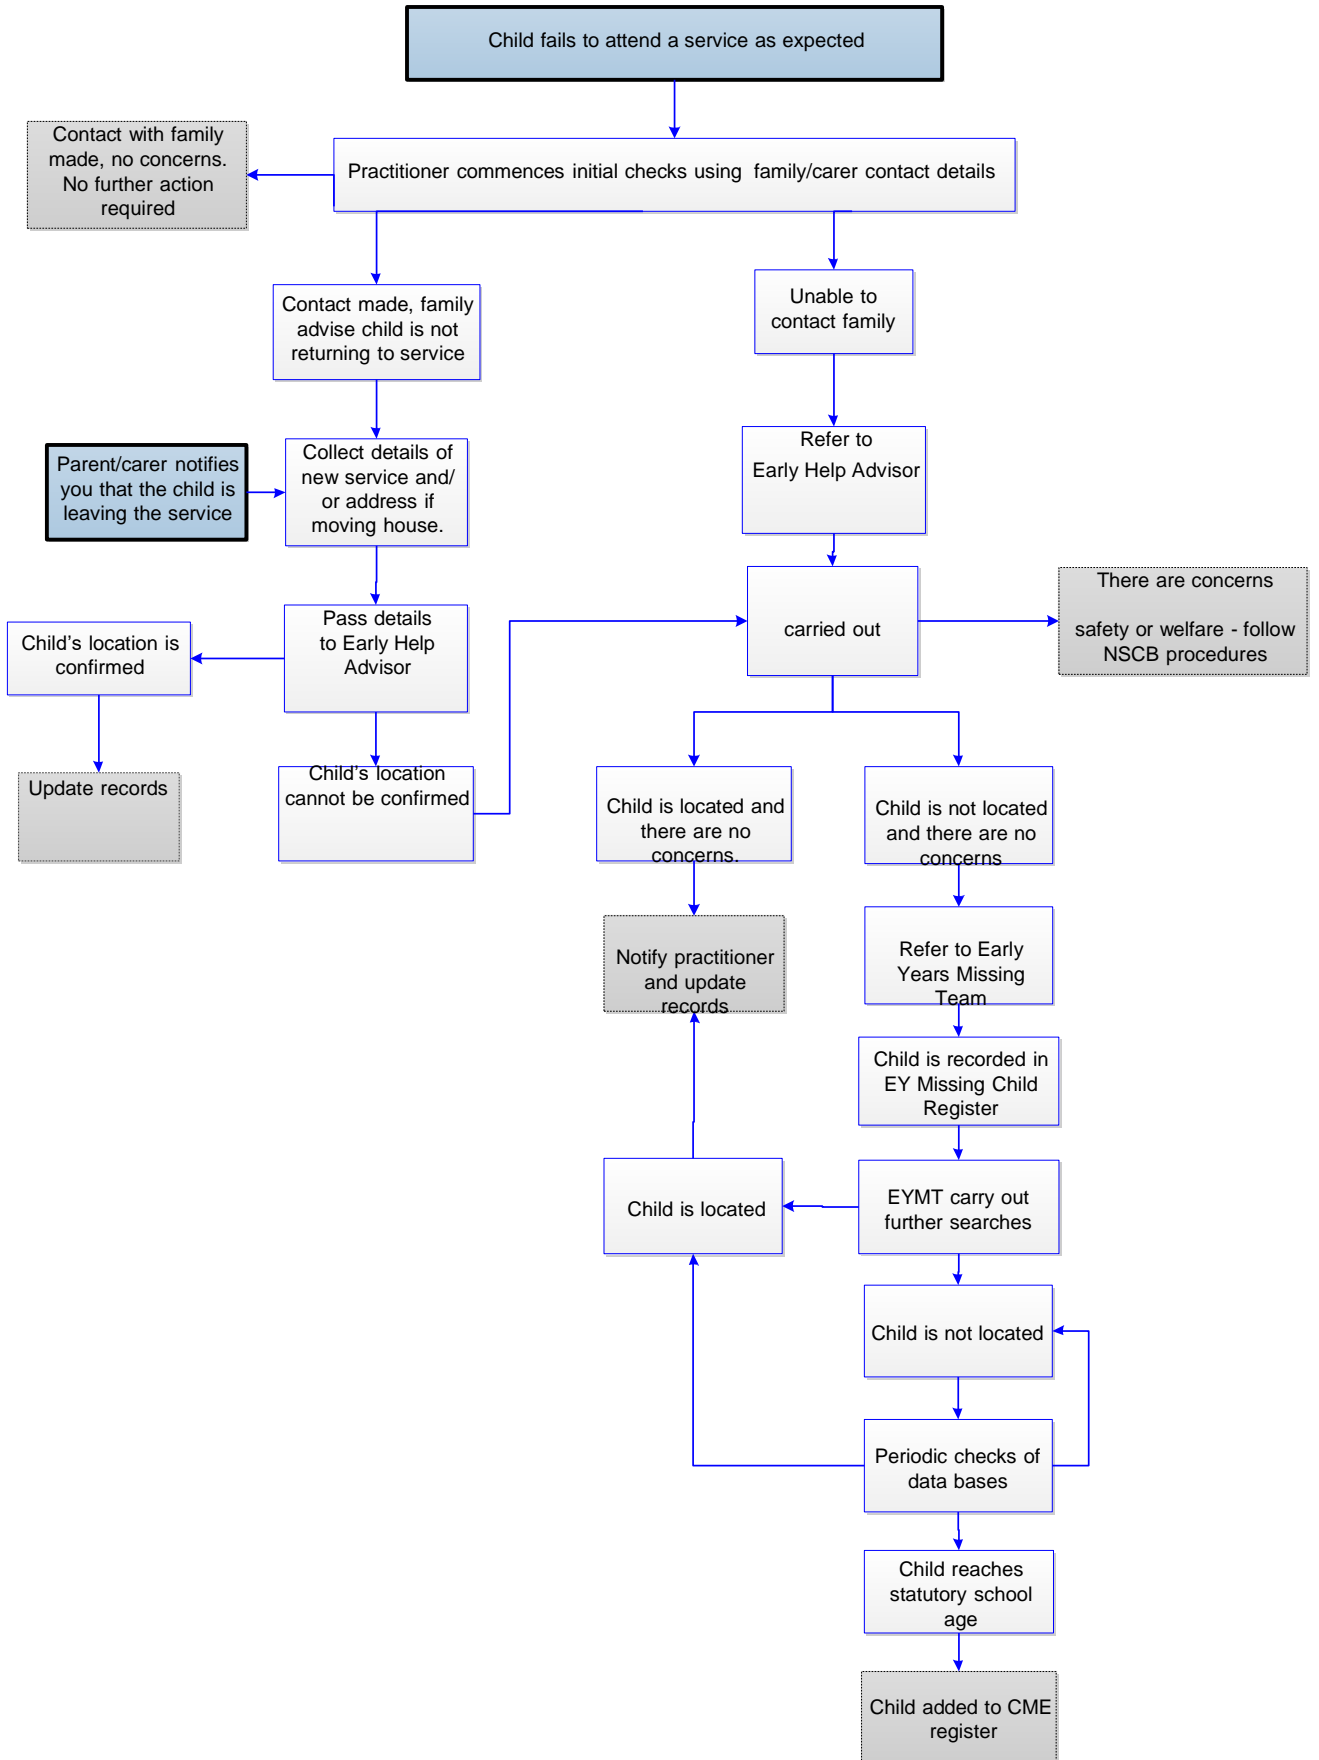 Child fails to attend a service as expected
Contact with family
made, no concerns.
No further action
required
Practitioner commences initial checks using family/carer contact details
Contact made, family
advise child is not
returning to service
Unable to
contact family
Parent/carer notifies
you that the child is
leaving the service
Collect details of
new service and/
or address if
moving house.
Refer to
Early Help Advisor
Pass details
to Early Help
Advisor
Child’s location is
confirmed
carried out
There are concerns
safety or welfare - follow
NSCB procedures
Update records
Child’s location
cannot be confirmed
Child is located and
there are no
concerns.
Child is not located
and there are no
concerns
Notify practitioner
and update
records
Refer to Early
Years Missing
Team
Child is recorded in
EY Missing Child
Register
Child is located
EYMT carry out
further searches
Child is not located
Periodic checks of
data bases
Child reaches
statutory school
age
Child added to CME
register